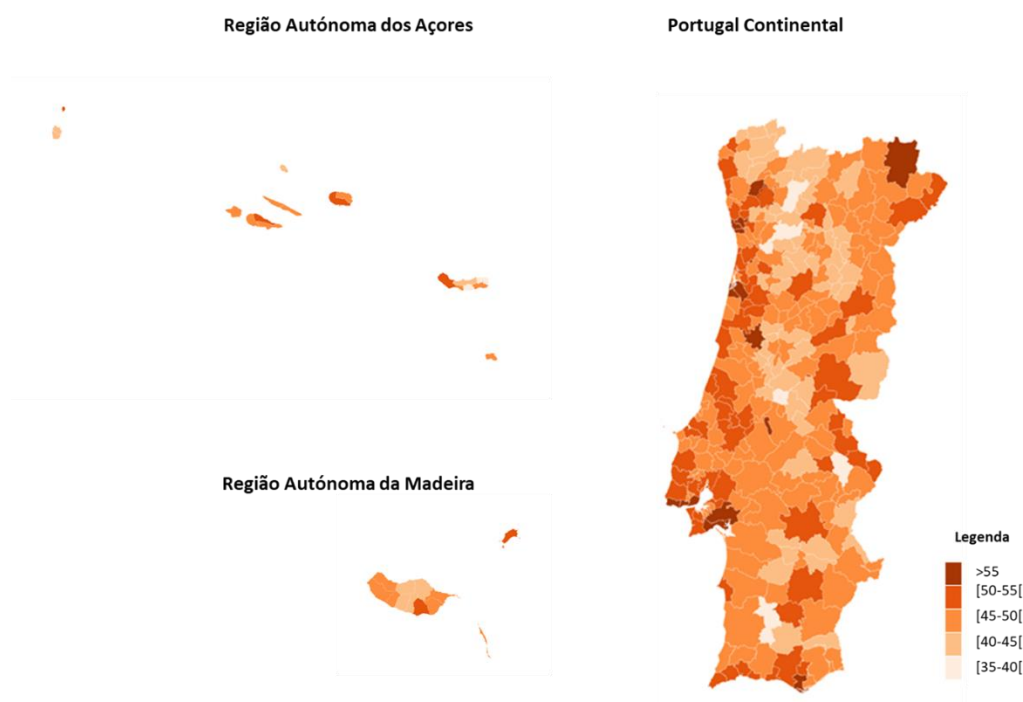 Região Autónoma dos Açores
Portugal Continental
Região Autónoma da Madeira
Legenda
>55
[50-55[
[45-50[
[40-45[
[35-40[